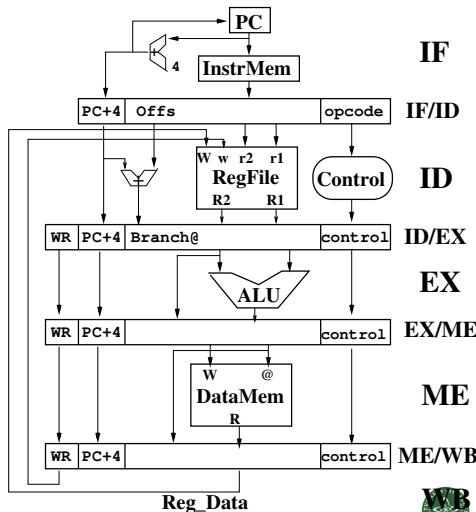 PC
IF
+
4
InstrMem
PC+4 Offs opcode IF/ID
W w r2 r1
RegFile
R2 R1
+
Control
ID
WR PC+4 Branch@ control ID/EX
EX
ALU
WR PC+4 control EX/ME
W @
DataMem
R
ME
WR PC+4 control ME/WB
Reg_Data
WB